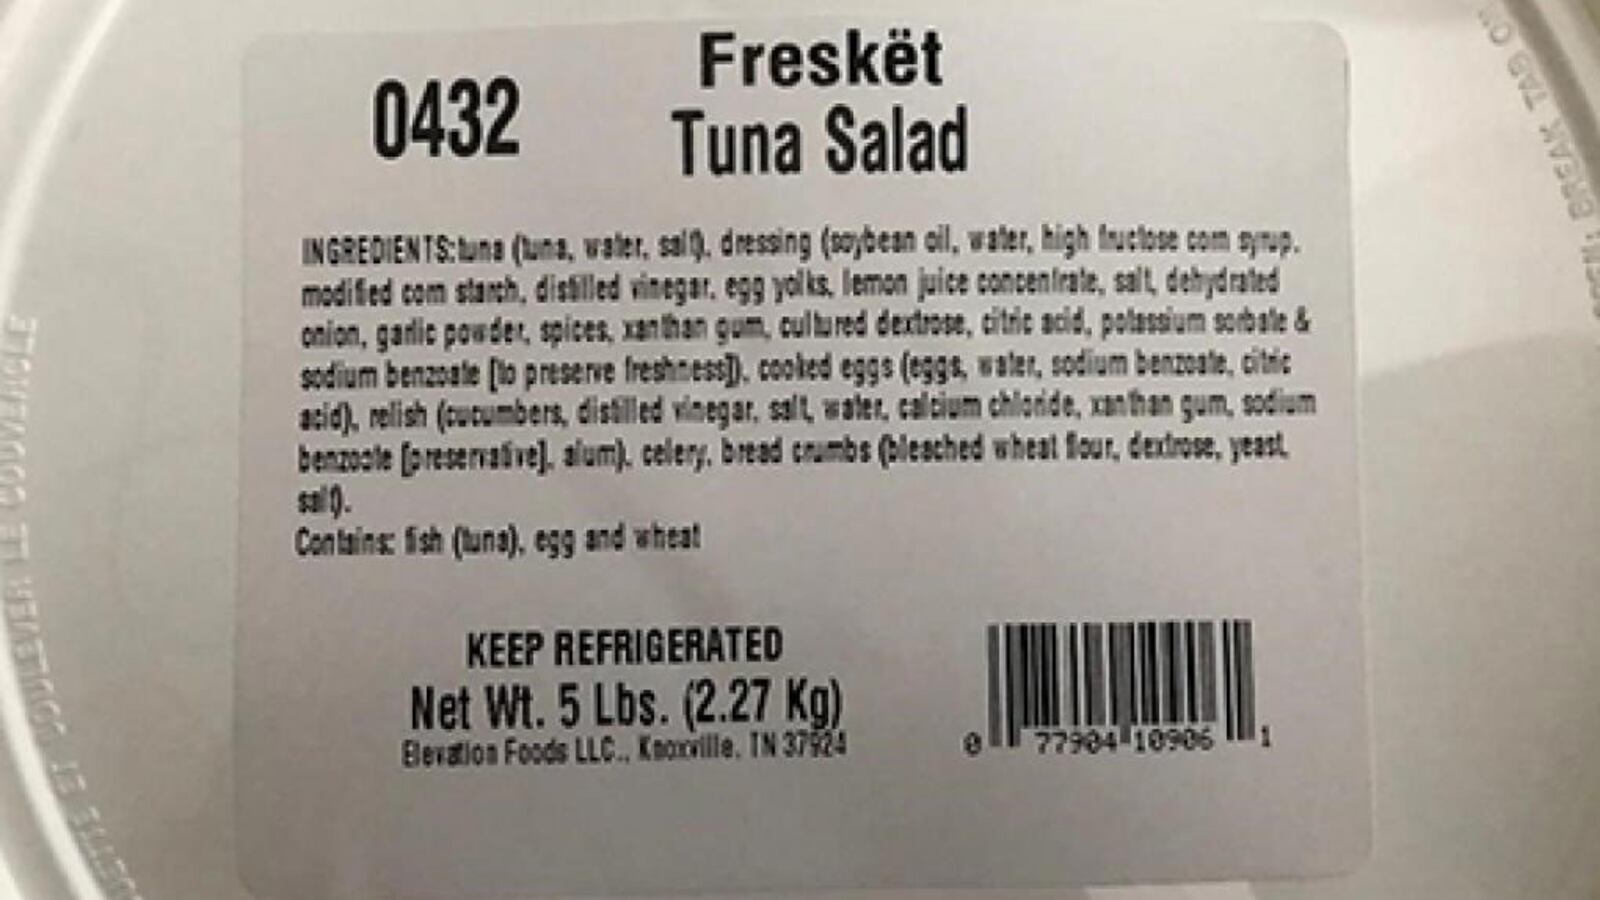 Freskët
0432
Tuna Salad
INGREDIENTS:tuna (tuna, water, salt), dressing (soybean oil, water, high fructose corn syrup,
modified corn starch, distilled vinegar, egg yolks, lemon juice concentrate, salt, dehydrated
onion, garlic powder, spices, xanthan gum, cultured dextrose, citric acid, potassium sorbate &
sodium benzoate [to preserve freshness]), cooked eggs (eggs, water, sodium benzoate, citric
acid), relish (cucumbers, distilled vinegar, salt, water, calcium chloride, xanthan gum, sodium
benzoate [preservative], alum), celery, bread crumbs (bleached wheat flour, dextrose, yeast,
salt).
Contains: fish (tuna), egg and wheat
KEEP REFRIGERATED
Net Wt. 5 Lbs. (2.27 Kg)
Elevation Foods LLC., Knoxville, TN 37924
0 77904 10906 1
BREAK TAB ON
LE COUVERCLE